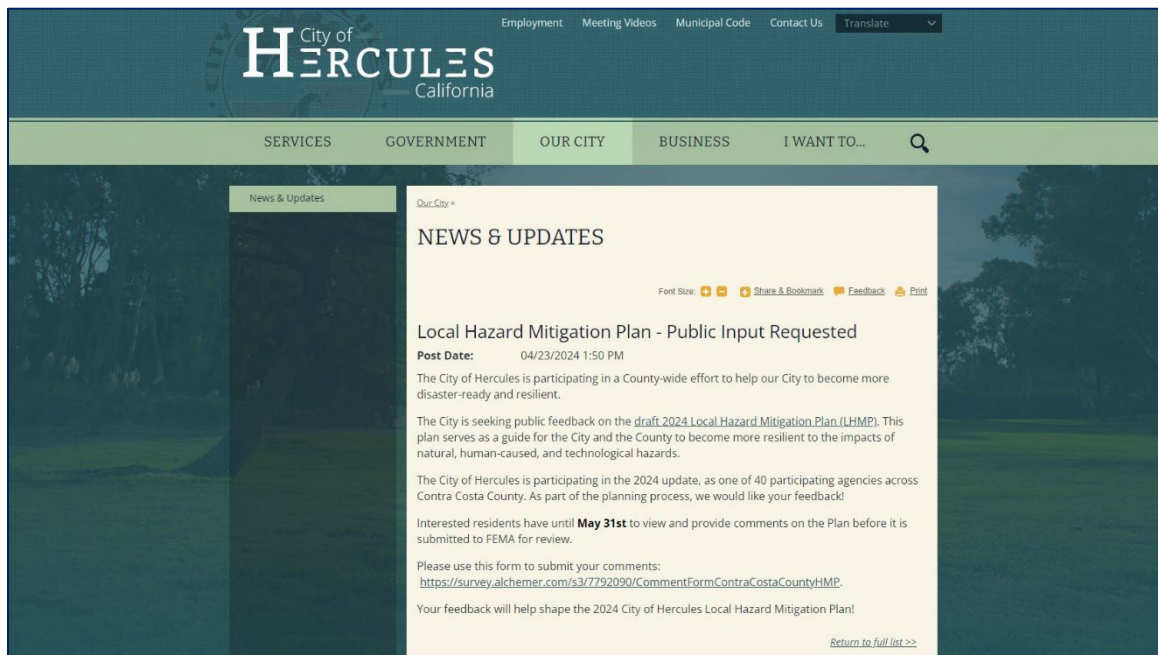 Employment Meeting Videos Municipal Code Contact Us Translate
City of
HERCULES
California
SERVICES GOVERNMENT OUR CITY BUSINESS I WANT TO...
News & Updates
Our City »
NEWS & UPDATES
Font Size: + - Share & Bookmark Feedback Print
Local Hazard Mitigation Plan - Public Input Requested
Post Date: 04/23/2024 1:50 PM
The City of Hercules is participating in a County-wide effort to help our City to become more
disaster-ready and resilient.
The City is seeking public feedback on the draft 2024 Local Hazard Mitigation Plan (LHMP). This
plan serves as a guide for the City and the County to become more resilient to the impacts of
natural, human-caused, and technological hazards.
The City of Hercules is participating in the 2024 update, as one of 40 participating agencies across
Contra Costa County. As part of the planning process, we would like your feedback!
Interested residents have until May 31st to view and provide comments on the Plan before it is
submitted to FEMA for review.
Please use this form to submit your comments:
https://survey.alchemer.com/s3/7792090/CommentFormContraCostaCountyHMP.
Your feedback will help shape the 2024 City of Hercules Local Hazard Mitigation Plan!
Return to full list >>